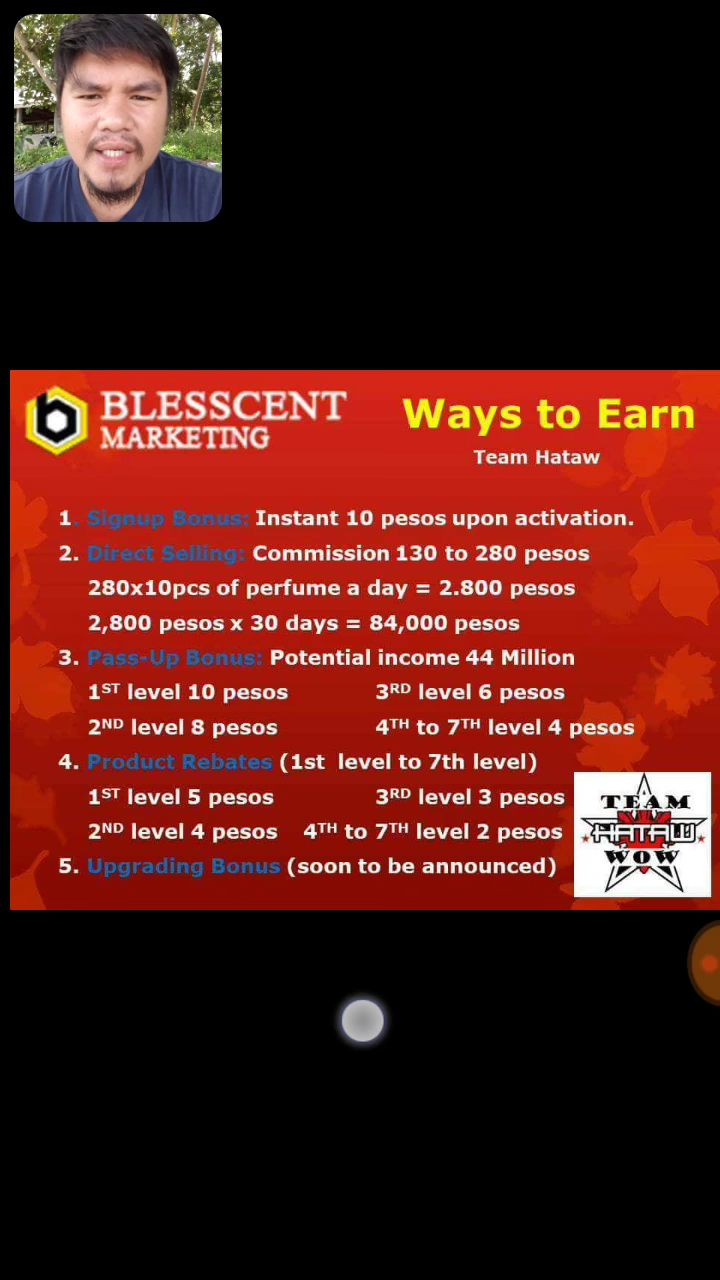 BLESSCENT
MARKETING
Ways to Earn
Team Hataw
1. Signup Bonus: Instant 10 pesos upon activation.
2. Direct Selling: Commission 130 to 280 pesos
280x10pcs of perfume a day = 2.800 pesos
2,800 pesos x 30 days = 84,000 pesos
3. Pass-Up Bonus: Potential income 44 Million
1ST level 10 pesos 3RD level 6 pesos
2ND level 8 pesos 4TH to 7TH level 4 pesos
4. Product Rebates (1st level to 7th level)
1ST level 5 pesos 3RD level 3 pesos
2ND level 4 pesos 4TH to 7TH level 2 pesos
5. Upgrading Bonus (soon to be announced)
TEAM
HATAW
WOW